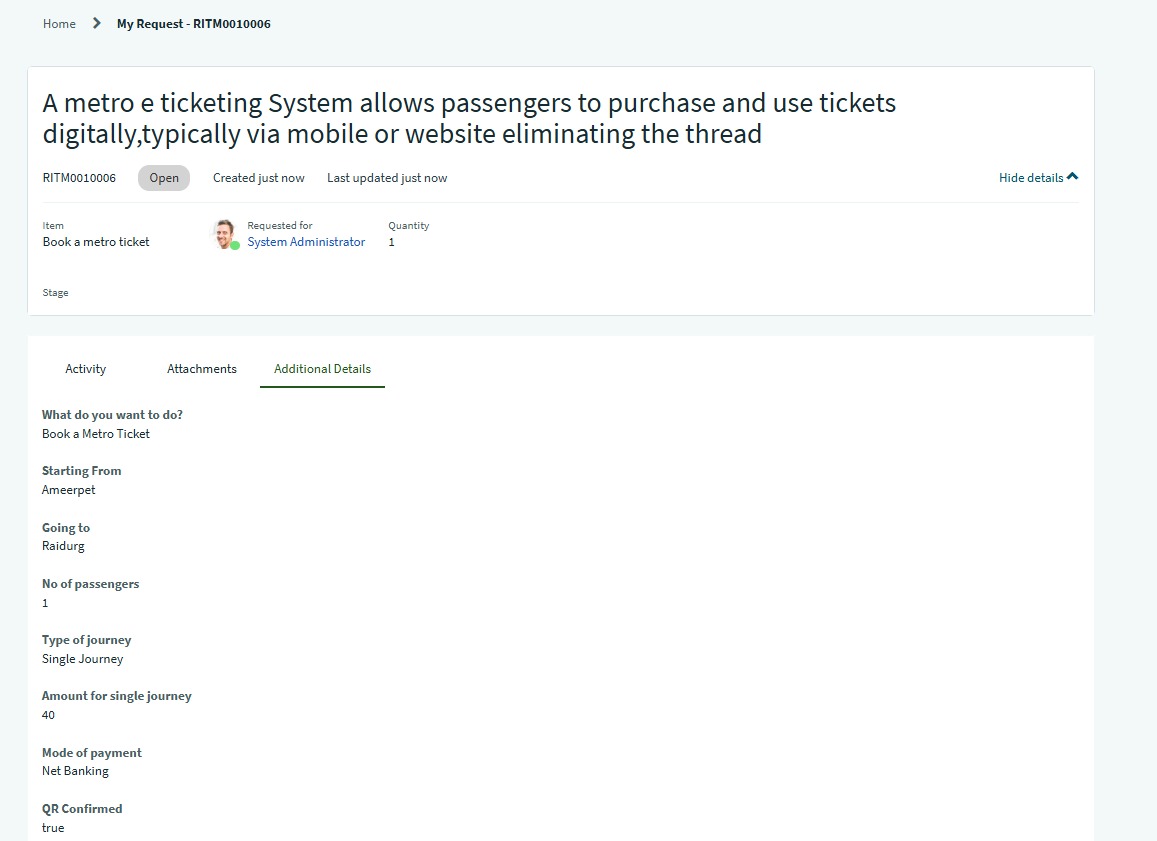 Home > My Request - RITM0010006
A metro e ticketing System allows passengers to purchase and use tickets
digitally,typically via mobile or website eliminating the thread
RITM0010006 Open Created just now Last updated just now Hide details
Item Requested for Quantity
Book a metro ticket System Administrator 1
Stage
Activity Attachments Additional Details
What do you want to do?
Book a Metro Ticket
Starting From
Ameerpet
Going to
Raidurg
No of passengers
1
Type of journey
Single Journey
Amount for single journey
40
Mode of payment
Net Banking
QR Confirmed
true